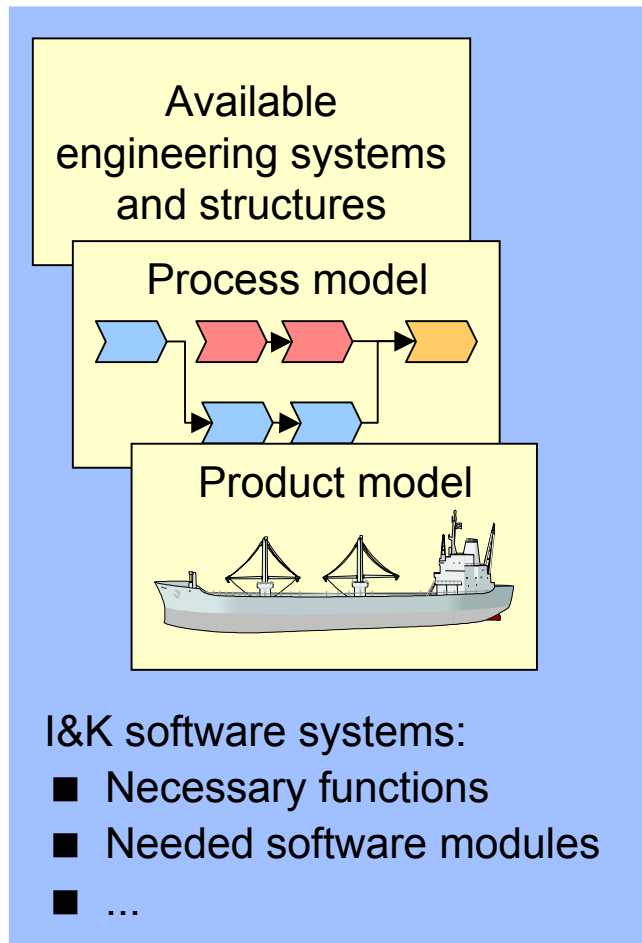 Available
engineering systems
and structures
Process model
Product model
I&K software systems:
■ Necessary functions
■ Needed software modules
■ ...